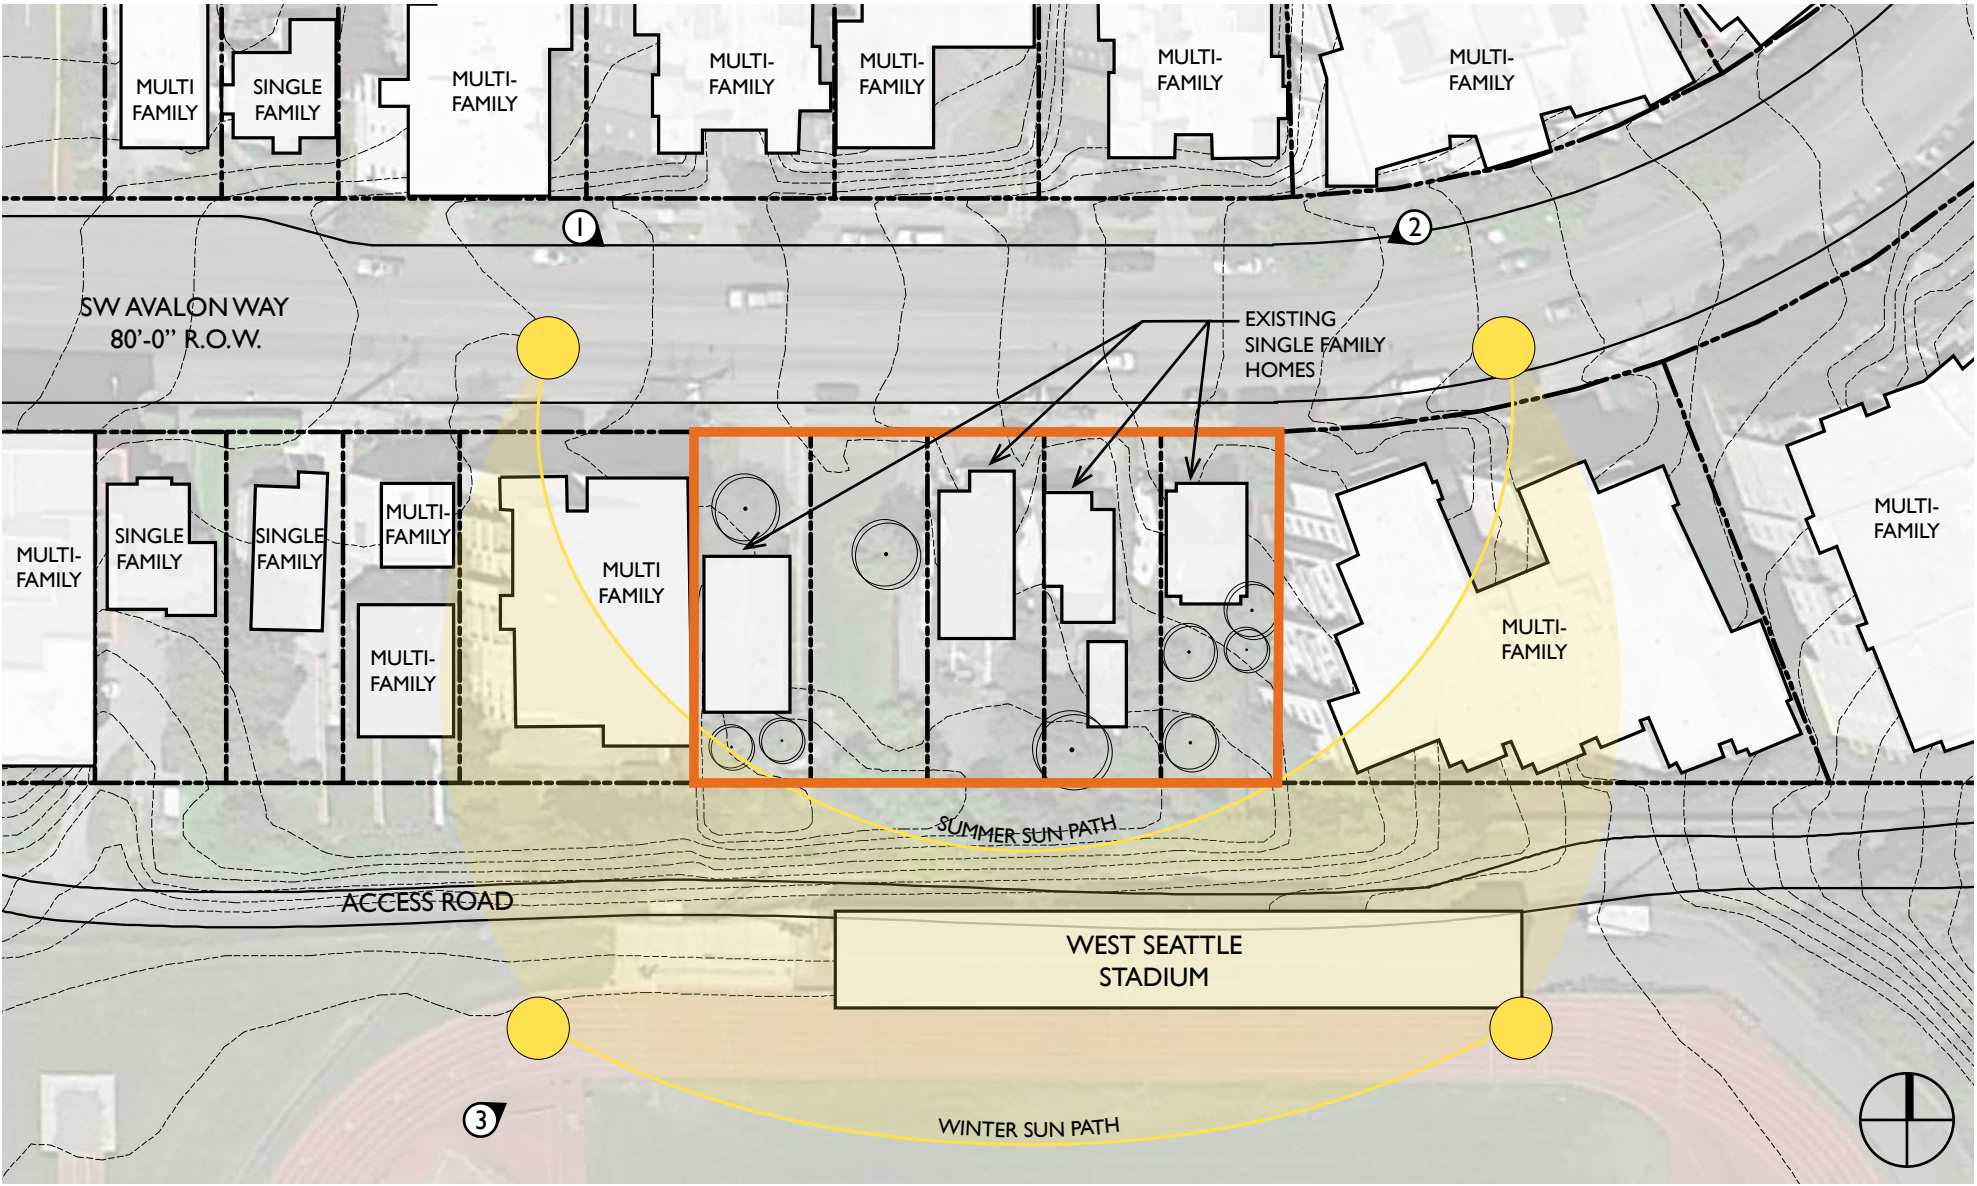 MULTI
FAMILY
SINGLE
FAMILY
MULTI-
FAMILY
MULTI-
FAMILY
MULTI-
FAMILY
MULTI-
FAMILY
MULTI-
FAMILY
1
2
SW AVALON WAY
80'-0” R.O.W.
EXISTING
SINGLE FAMILY
HOMES
MULTI-
FAMILY
SINGLE
FAMILY
SINGLE
FAMILY
MULTI-
FAMILY
MULTI-
FAMILY
MULTI
FAMILY
MULTI-
FAMILY
MULTI-
FAMILY
SUMMER SUN PATH
ACCESS ROAD
WEST SEATTLE
STADIUM
3
WINTER SUN PATH